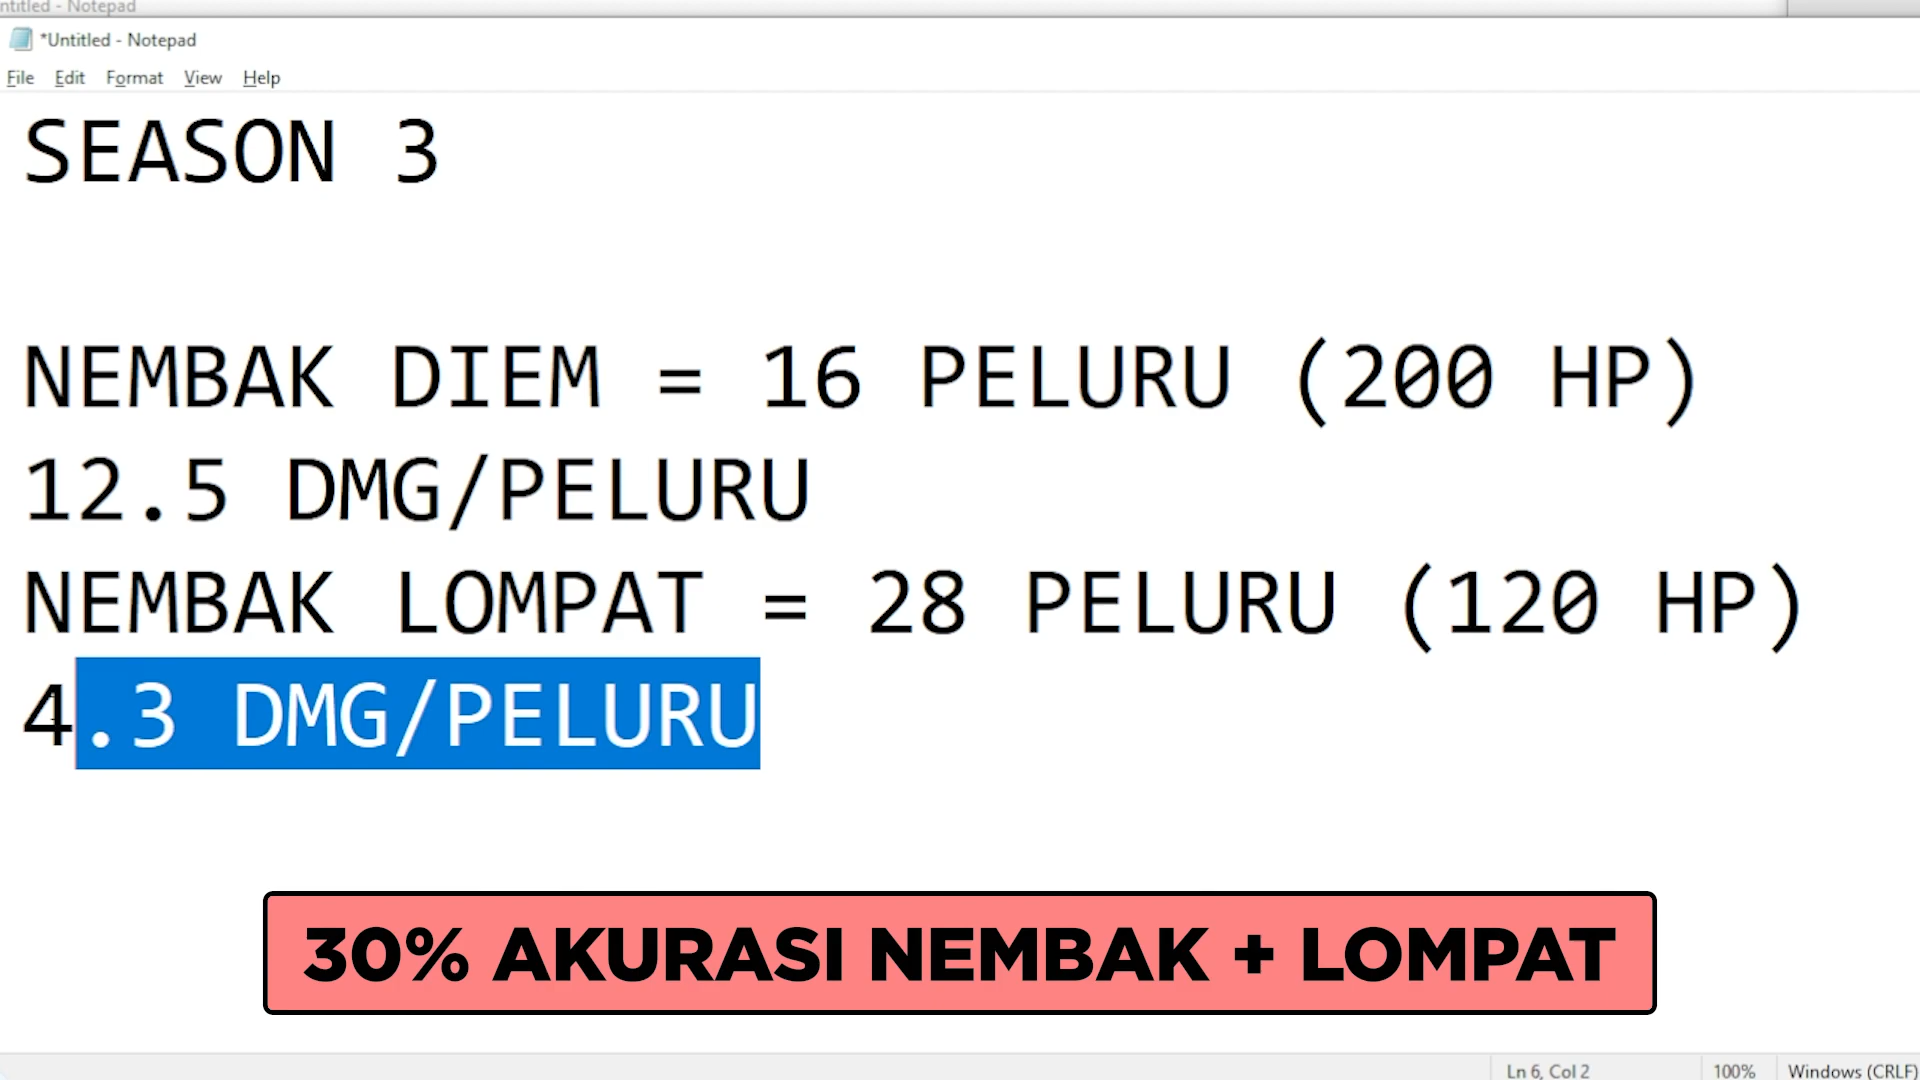 ntitled - Notepad
*Untitled - Notepad
File Edit Format View Help
SEASON 3
NEMBAK DIEM = 16 PELURU (200 HP)
12.5 DMG/PELURU
NEMBAK LOMPAT = 28 PELURU (120 HP)
4.3 DMG/PELURU
30% AKURASI NEMBAK + LOMPAT
Ln 6, Col 2 100% Windows (CRLF)